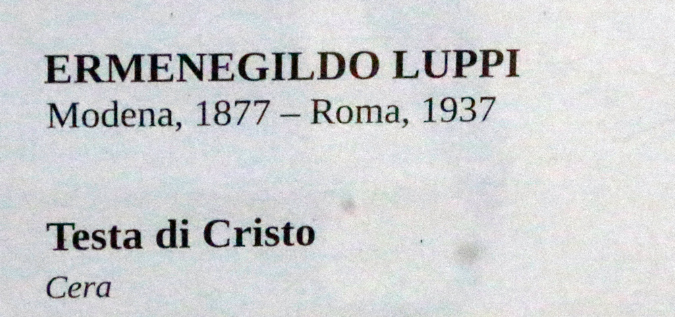 ERMENEGILDO LUPPI
Modena, 1877 – Roma, 1937
Testa di Cristo
Cera